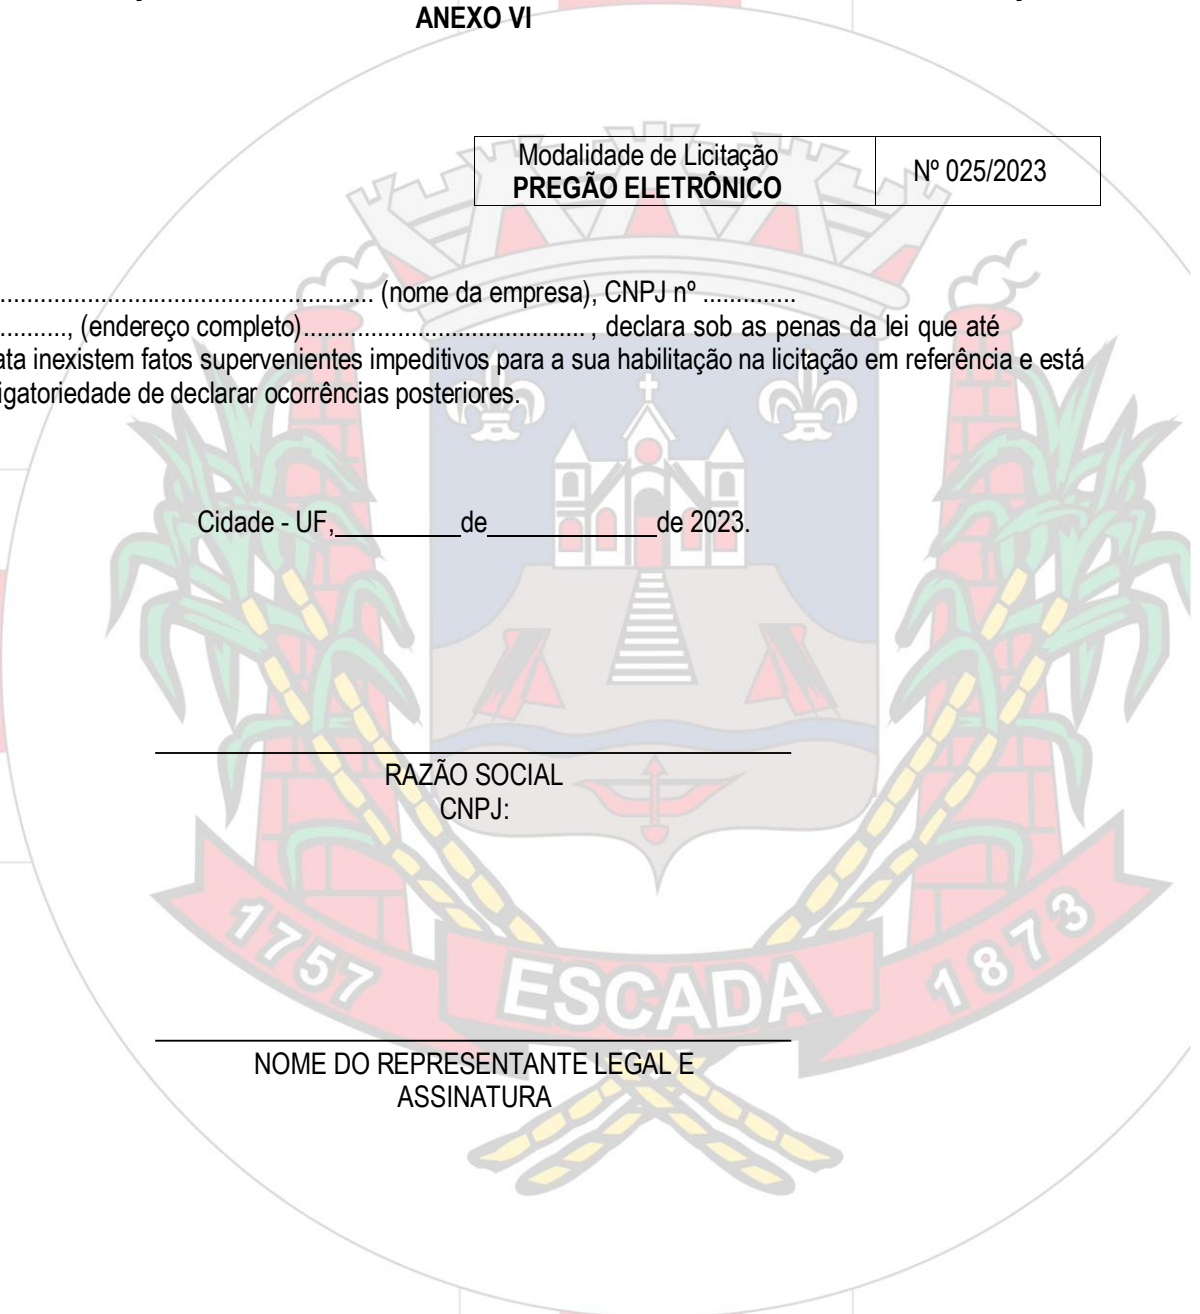 ANEXO VI
Modalidade de Licitação
PREGÃO ELETRÔNICO
Nº 025/2023
........................................................ (nome da empresa), CNPJ nº ..............
..........., (endereço completo).......................................... , declara sob as penas da lei que até
ata inexistem fatos supervenientes impeditivos para a sua habilitação na licitação em referência e está
igatoriedade de declarar ocorrências posteriores.
Cidade - UF,_________de____________de 2023.
RAZÃO SOCIAL
CNPJ:
1757
ESCADA
1873
NOME DO REPRESENTANTE LEGAL E
ASSINATURA